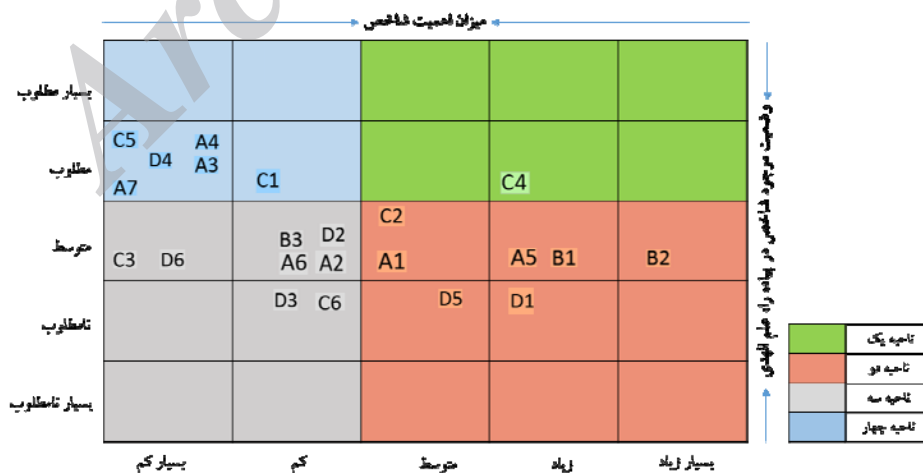 میزان اهمیت شاخص
Arc
بسیار مطلوب
مطلوب
C5 A4
D4 A3
A7 C1 C4
متوسط
C2
B3 D2
C3 D6 A6 A2 A1 A5 B1 B2
نامطلوب
D3 C6 D5 D1
بسیار نامطلوب
بسیار کم کم متوسط زیاد بسیار زیاد
وضعیت موجود شاخص در پیاده راه علم الهدی
ناحیه یک
ناحیه دو
ناحیه سه
ناحیه چهار